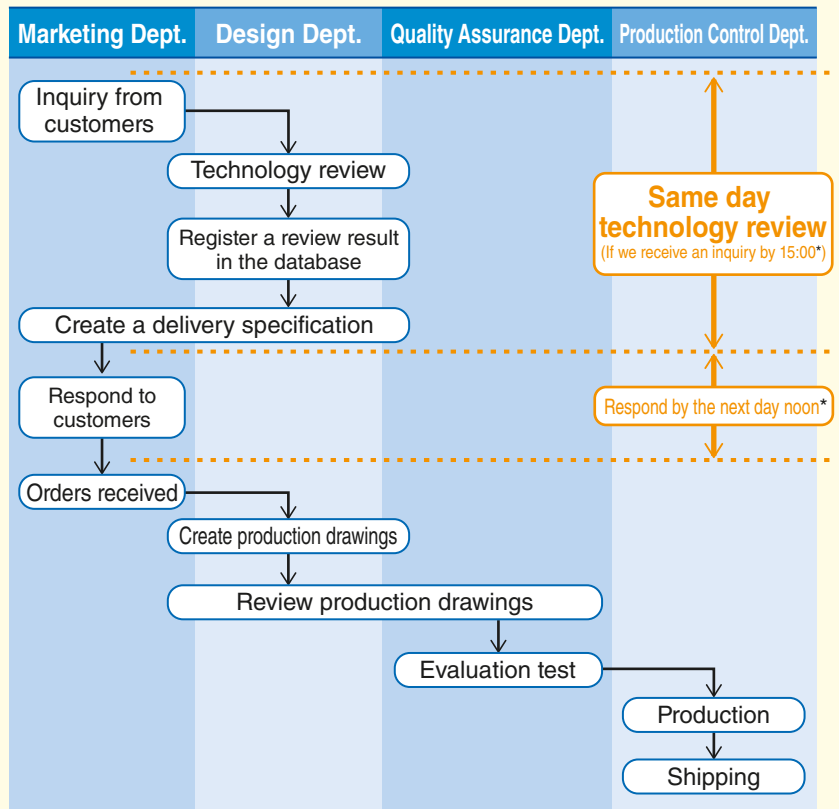 Marketing Dept.
Design Dept.
Quality Assurance Dept.
Production Control Dept.
Inquiry from
customers
Technology review
Register a review result
in the database
Create a delivery specification
Same day
technology review
(If we receive an inquiry by 15:00*)
Respond to
customers
Respond by the next day noon*
Orders received
Create production drawings
Review production drawings
Evaluation test
Production
Shipping